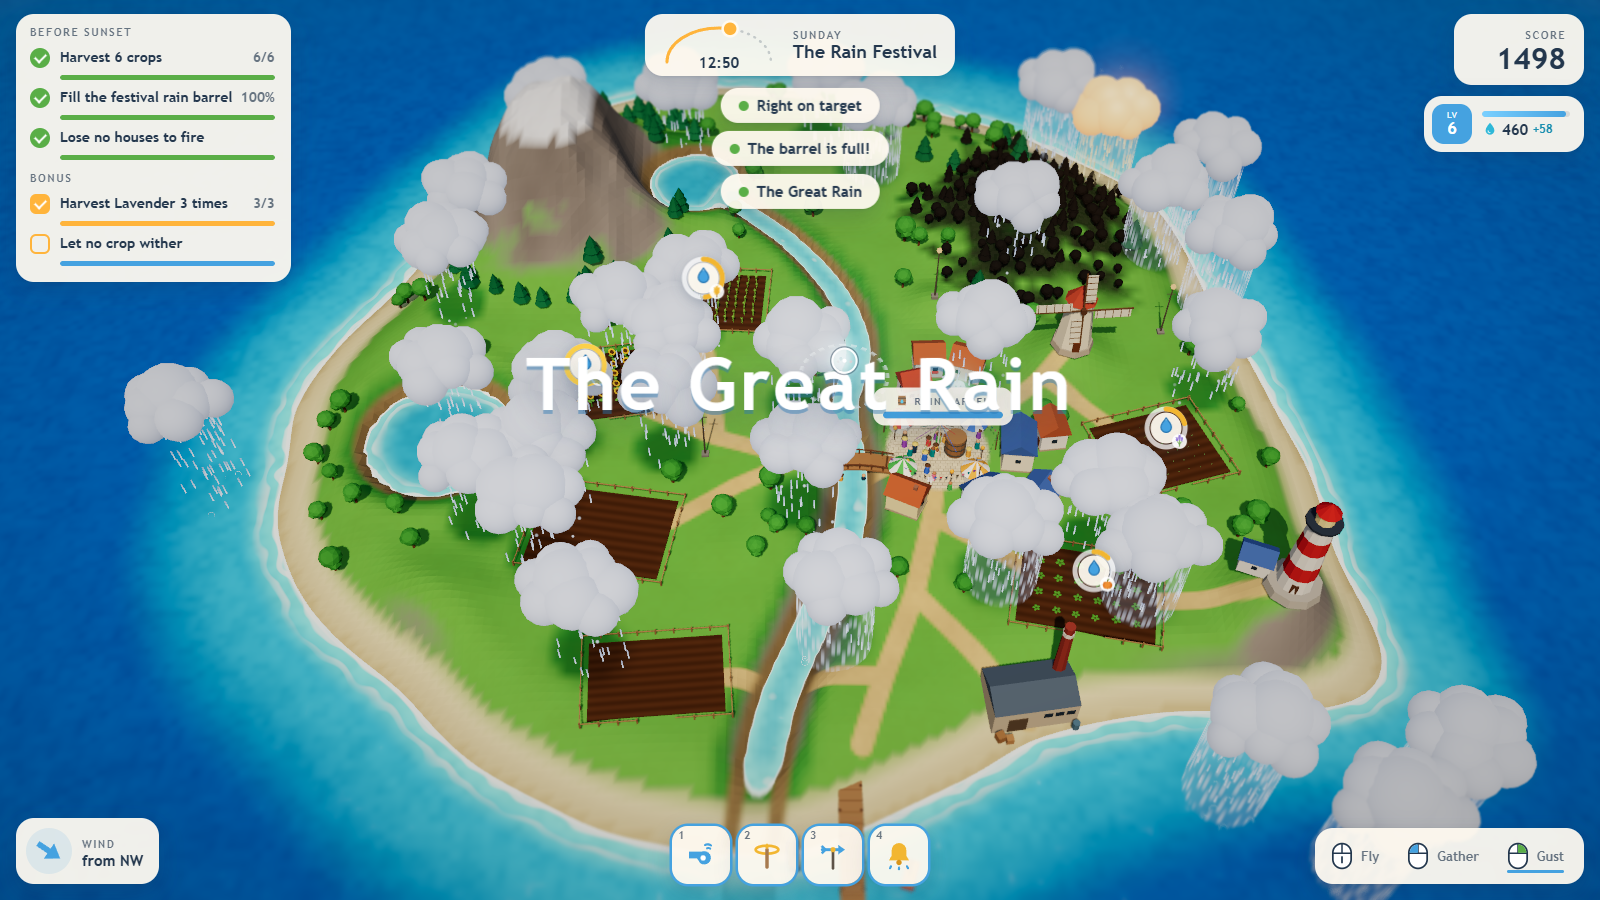 BEFORE SUNSET
Harvest 6 crops 6/6
Fill the festival rain barrel 100%
Lose no houses to fire
BONUS
Harvest Lavender 3 times 3/3
Let no crop wither
12:50
SUNDAY
The Rain Festival
Right on target
The barrel is full!
The Great Rain
SCORE
1498
LV
6
460 +58
The Great Rain
WIND
from NW
1
2
3
4
Fly
Gather
Gust